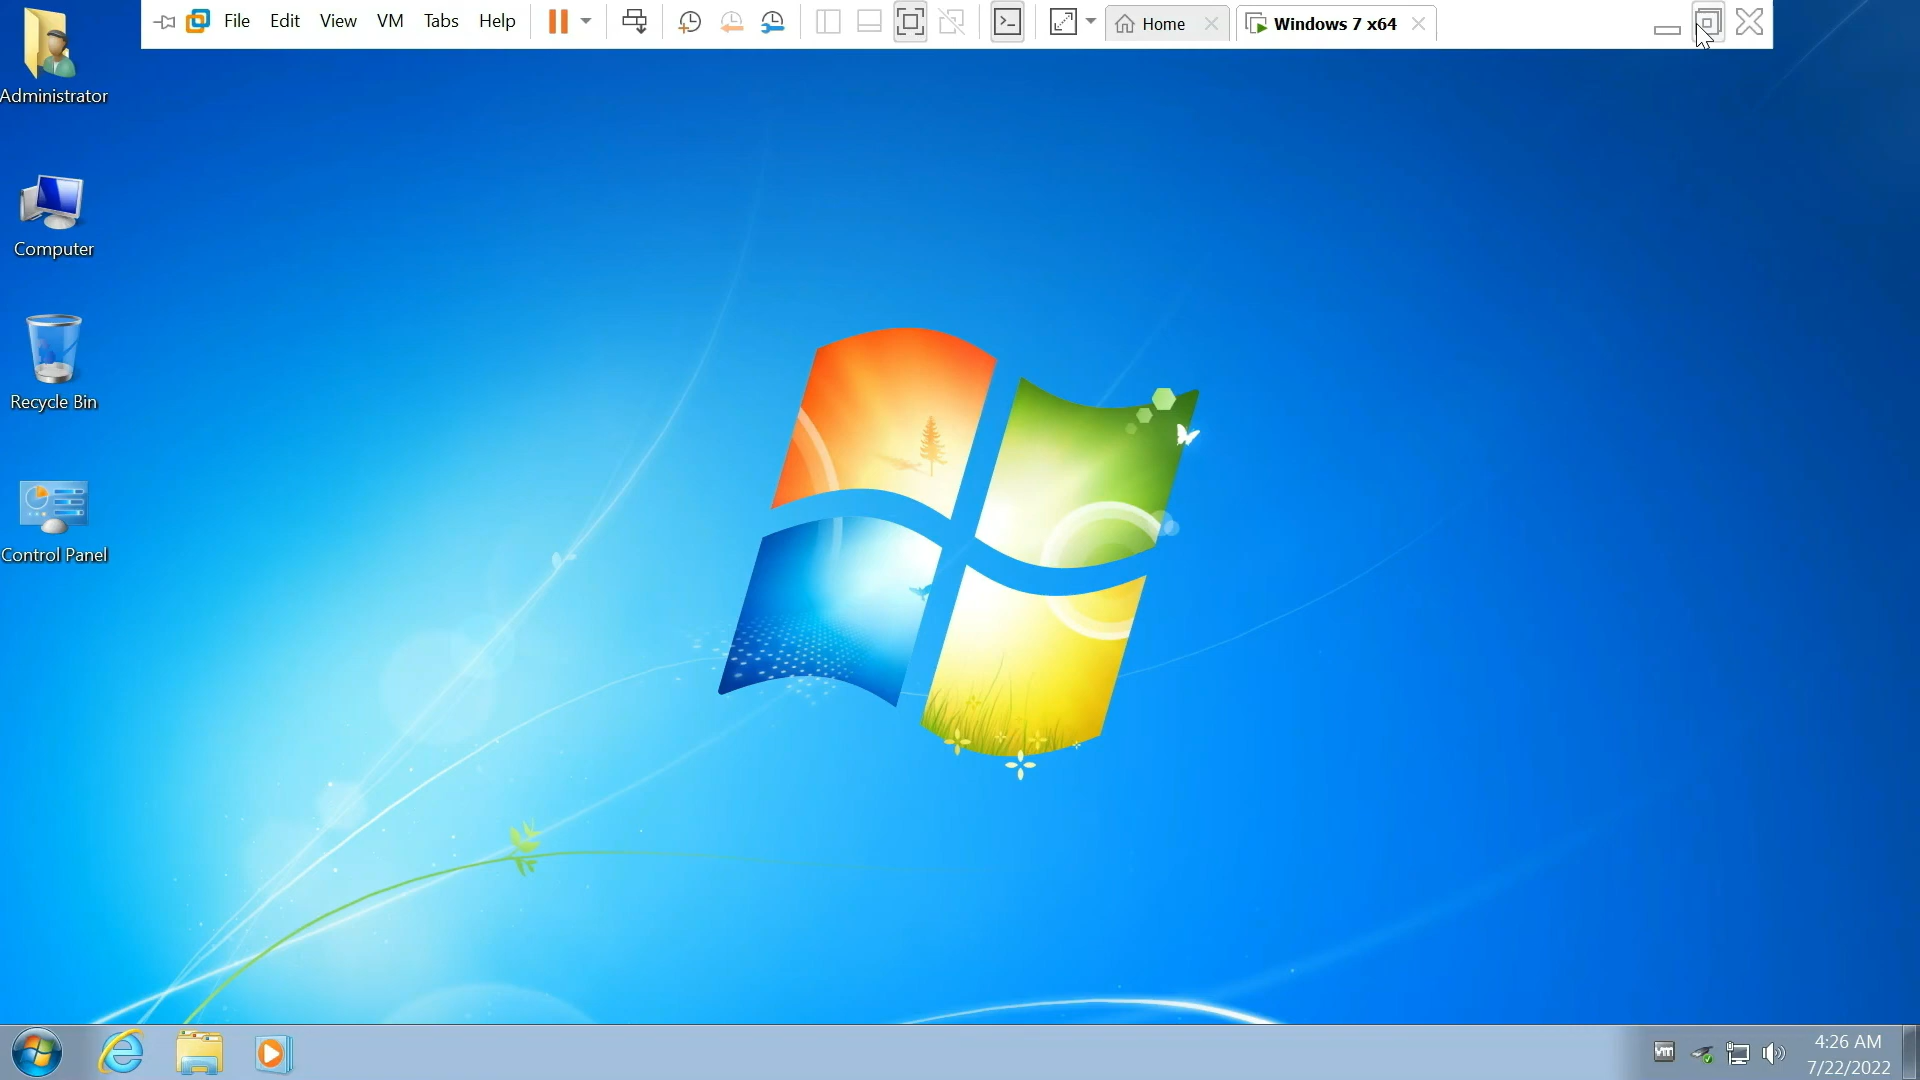 File Edit View VM Tabs Help Home Windows 7 x64
Administrator
Computer
Recycle Bin
Control Panel
vm 4:26 AM
7/22/2022